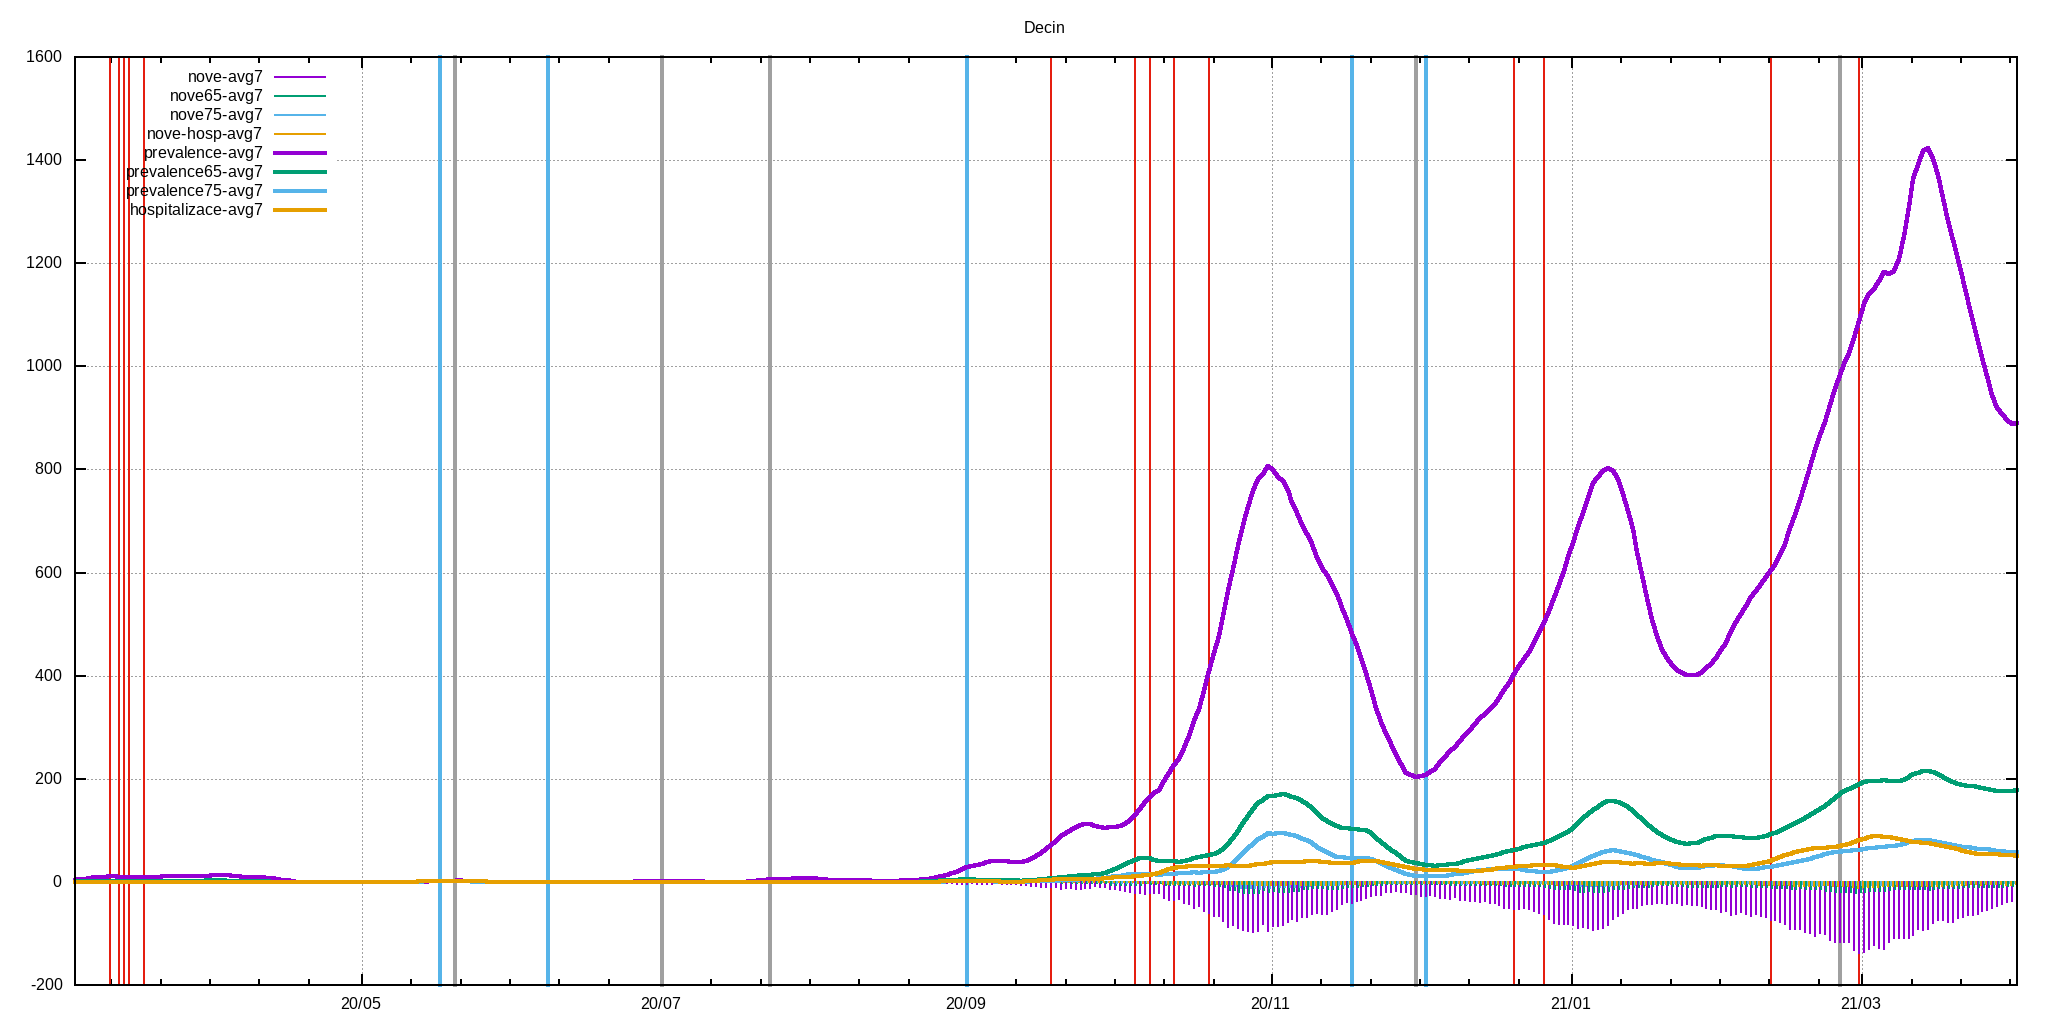 Decin
1600
nove-avg7
nove65-avg7
nove75-avg7
nove-hosp-avg7
prevalence-avg7
prevalence65-avg7
prevalence75-avg7
hospitalizace-avg7
1400
1200
1000
800
600
400
200
0
-200
20/05 20/07 20/09 20/11 21/01 21/03